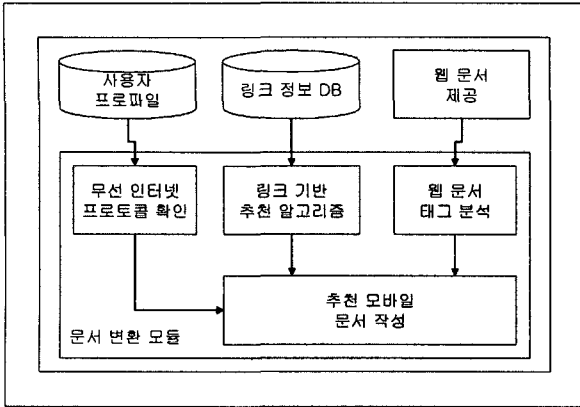 사용자
프로파일
링크 정보 DB
웹 문서
제공
무선 인터넷
프로토콜 확인
링크 기반
추천 알고리즘
웹 문서
태그 분석
추천 모바일
문서 작성
문서 변환 모듈